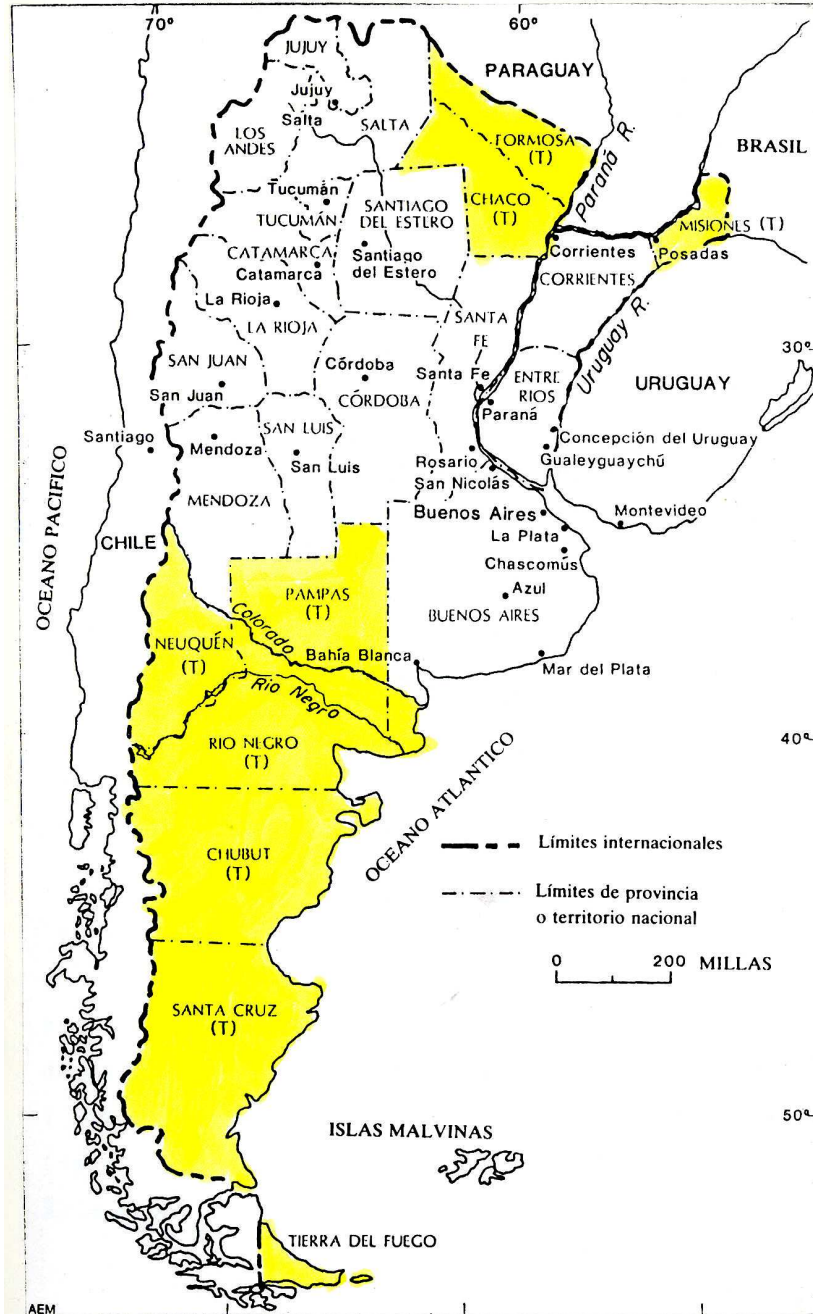 70º
60º
JUJUY
PARAGUAY
Jujuy
Salta
SALTA
LOS
ANDES
FORMOSA
(T)
Paraná R.
BRASIL
Tucumán
TUCUMÁN
SANTIAGO
DEL ESTERO
CHACO
(T)
MISIONES (T)
Corrientes
Posadas
CATAMARCA
Catamarca
Santiago
del Estero
CORRIENTES
La Rioja
LA RIOJA
SANTA
FE
Uruguay R.
30º
SAN JUAN
San Juan
Córdoba
CÓRDOBA
Santa Fe
ENTRE
RIOS
Paraná
URUGUAY
Santiago
Mendoza
SAN LUIS
San Luis
Rosario
San Nicolás
Concepción del Uruguay
Gualeyguaychú
MENDOZA
Buenos Aires
Montevideo
La Plata
CHILE
Chascomús
OCEANO PACIFICO
PAMPAS
(T)
Azul
BUENOS AIRES
NEUQUÉN
(T)
Colorado
Bahía Blanca
Mar del Plata
Rio Negro
RIO NEGRO
(T)
40º
OCEANO ATLANTICO
CHUBUT
(T)
Límites internacionales
Límites de provincia
o territorio nacional
0 200 MILLAS
SANTA CRUZ
(T)
50º
ISLAS MALVINAS
TIERRA DEL FUEGO
AEM